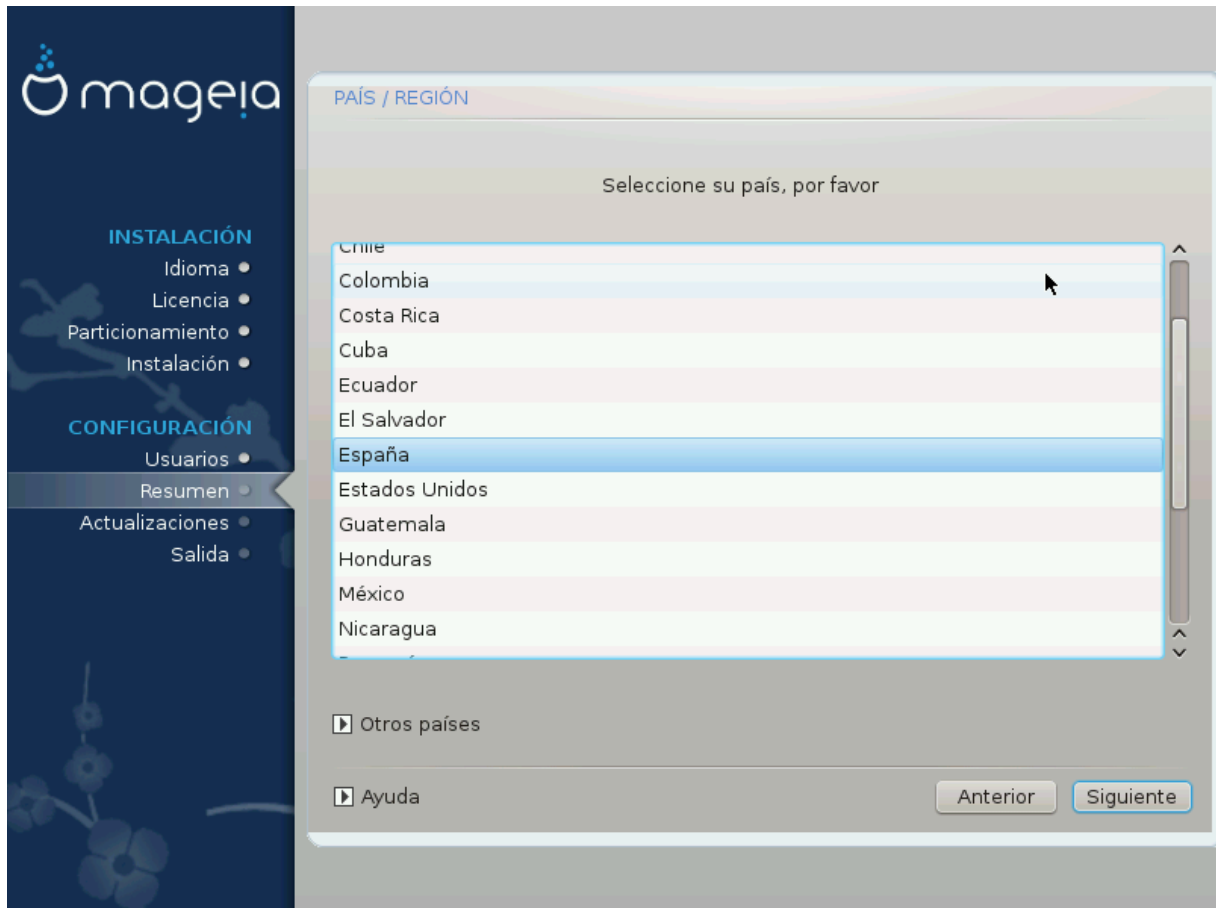 mageia
INSTALACIÓN
Idioma
Licencia
Particionamiento
Instalación
CONFIGURACIÓN
Usuarios
Resumen
Actualizaciones
Salida
PAÍS / REGIÓN
Seleccione su país, por favor
Chile
Colombia
Costa Rica
Cuba
Ecuador
El Salvador
España
Estados Unidos
Guatemala
Honduras
México
Nicaragua
Otros países
Ayuda
Anterior
Siguiente